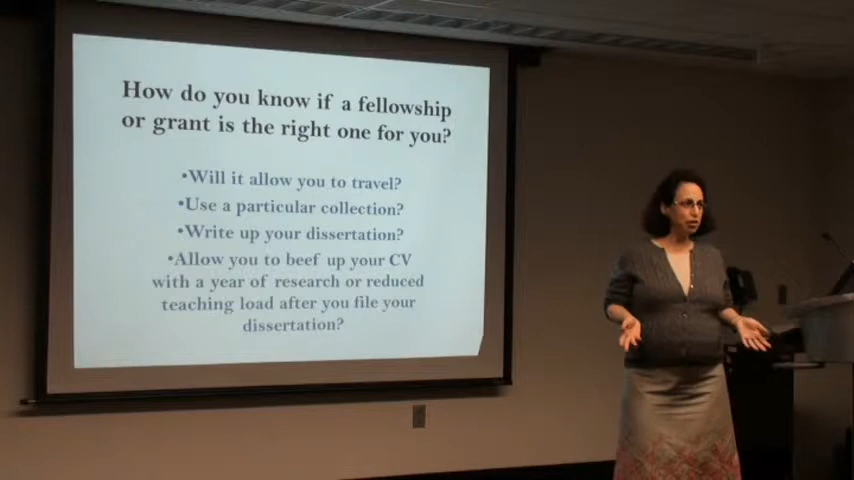 How do you know if a fellowship
or grant is the right one for you?
•Will it allow you to travel?
•Use a particular collection?
•Write up your dissertation?
•Allow you to beef up your CV
with a year of research or reduced
teaching load after you file your
dissertation?